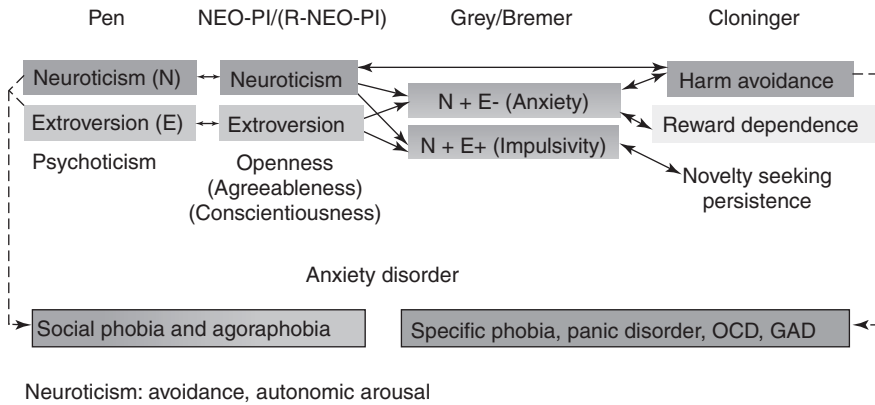 Pen NEO-PI/(R-NEO-PI) Grey/Bremer Cloninger
Neuroticism (N) Neuroticism Harm avoidance
N + E- (Anxiety)
Extroversion (E) Extroversion Reward dependence
N + E+ (Impulsivity)
Psychoticism Openness
(Agreeableness)
(Conscientiousness)
Novelty seeking
persistence
Anxiety disorder
Social phobia and agoraphobia Specific phobia, panic disorder, OCD, GAD
Neuroticism: avoidance, autonomic arousal